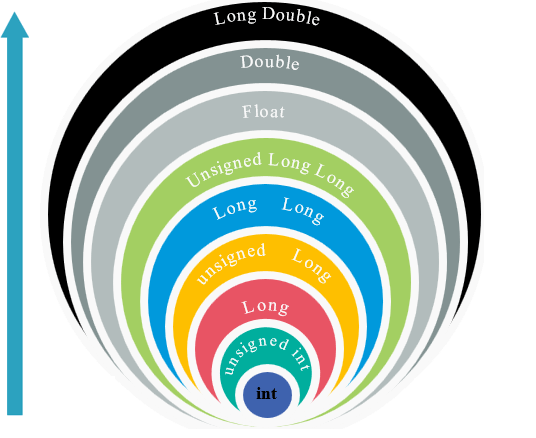 Long Double
Double
Float
Unsigned Long Long
Long Long
unsigned Long
Long
unsigned int
int